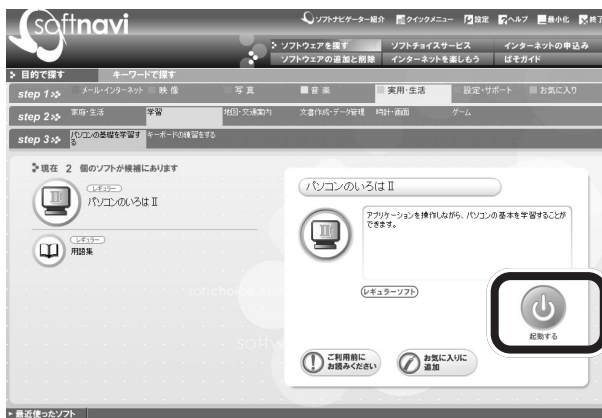 softnavi
ソフトナビゲーター紹介 クイックメニュー 設定 ヘルプ 最小化 終了
ソフトウェアを探す ソフトチョイスサービス インターネットの申込み
ソフトウェアの追加と削除 インターネットを楽しもう ぱそガイド
目的で探す キーワードで探す
step 1 メール・インターネット 映像 写真 音楽 実用・生活 設定・サポート お気に入り
step 2 家庭・生活 学習 地図・交通案内 文書作成・データ管理 時計・画面 ゲーム
step 3 パソコンの基礎を学習す
る
キーボードの練習をする
現在 2 個のソフトが候補にあります
レギュラー
パソコンのいろは II
レギュラー
用語集
パソコンのいろは II
アプリケーションを操作しながら、パソコンの基本を学習することが
できます。
レギュラーソフト
起動する
ご利用前に
お読みください
お気に入りに
追加
最近使ったソフト